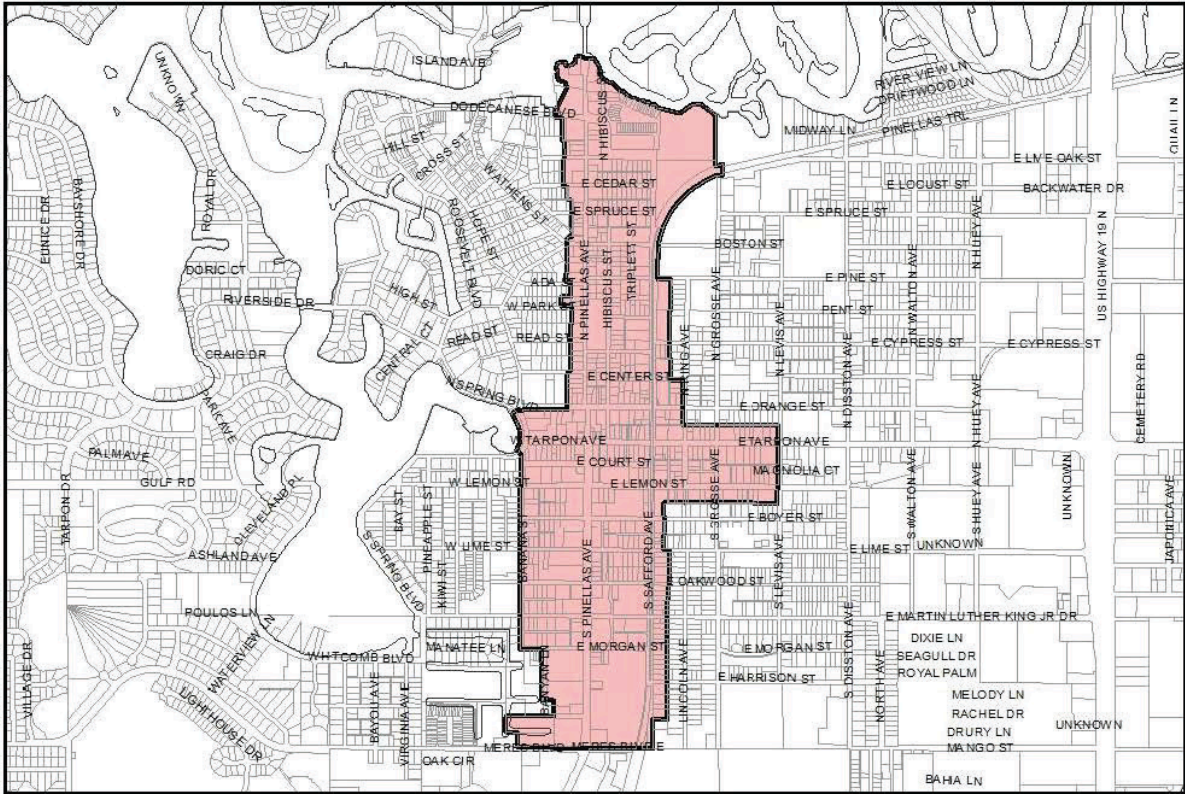 ISLAND AVE
UNKNOWN
RIVER VIEW LN
DRIFTWOOD LN
DODECANESE BLVD
N HIBISCUS S
MIDWAY LN
PINELLAS TRL
QUAIL LN
HILL ST
CROSS ST
E LIVE OAK ST
W ATHENS ST
E CEDAR ST
E LOCUST ST
BACKWATER DR
BAYSHORE DR
ROYAL DR
EUNICE DR
HOPE ST
ROOSEVELT BLVD
E SPRUCE ST
E SPRUCE ST
N HUEY AVE
US HIGHWAY 19 N
BOSTON ST
N PINELLAS AVE
HIBISCUS ST
TRIPLETT ST
DORIC CT
ADA S
E PINE ST
N WALTON AVE
RIVERSIDE DR
HIGH ST
W PARK S
PENT ST
N GROSSE AVE
READ ST
READ ST
CENTRAL CT
N RING AVE
N LEVIS AVE
N DISSTON AVE
E CYPRESS ST
E CYPRESS ST
CRAIG DR
E CENTER ST
CEMETERY RD
N SPRING BLVD
PARK AVE
E ORANGE ST
N HUEY AVE
W TARPON AVE
E TARPON AVE
PALM AVE
E COURT ST
MAGNOLIA CT
GULF RD
W LEMON ST
E LEMON ST
TARPON DR
CLEVELAND PL
BAY ST
PINEAPPLE ST
S GROSSE AVE
E BOYER ST
S WALTON AVE
S HUEY AVE
UNKNOWN
JAPONICA AVE
ASHLAND AVE
S SPRING BLVD
W LIME ST
KIWI ST
BANANA ST
S PINELLAS AVE
S SAFFORD AVE
E LIME ST
UNKNOWN
E OAKWOOD ST
S LEVIS AVE
POULOS LN
E MARTIN LUTHER KING JR DR
WATERVIEW LN
WHITCOMB BLVD
MANATEE LN
E MORGAN ST
E MORGAN ST
DIXIE LN
SEAGULL DR
VILLAGE DR
LIGHTHOUSE DR
BAYOU AVE
VIRGINIA AVE
LINCOLN AVE
E HARRISON ST
S DISSTON AVE
NORTH AVE
ROYAL PALM
MELODY LN
RACHEL DR
UNKNOWN
DRURY LN
MERES BLVD
MANGO ST
OAK CIR
BAHIA LN